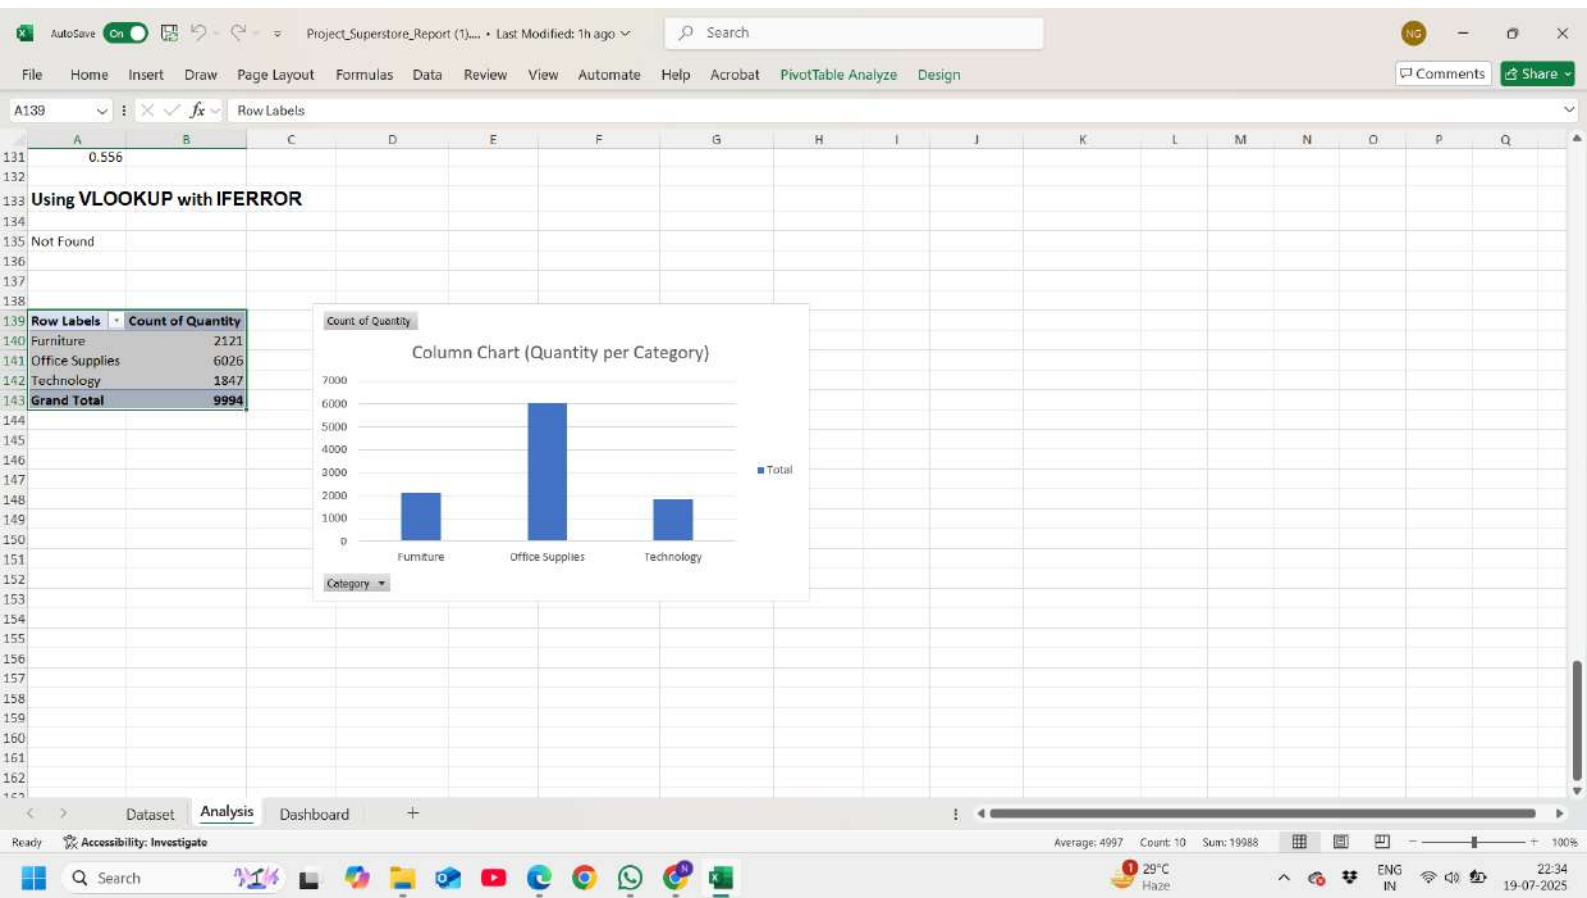 AutoSave On Project_Superstore_Report (1).... • Last Modified: 1h ago Search NG
File Home Insert Draw Page Layout Formulas Data Review View Automate Help Acrobat PivotTable Analyze Design Comments Share
A139 fx Row Labels
A B C D E F G H I J K L M N O P Q
131 0.556
132
133 Using VLOOKUP with IFERROR
134
135 Not Found
136
137
138
139 Row Labels Count of Quantity
140 Furniture 2121
141 Office Supplies 6026
142 Technology 1847
143 Grand Total 9994
144
145
146
147
148
149
150
151
152
153
154
155
156
157
158
159
160
161
162
Count of Quantity
Column Chart (Quantity per Category)
7000
6000
5000
4000
3000
2000
1000
0
Total
Furniture Office Supplies Technology
Category
Dataset Analysis Dashboard +
Ready Accessibility: Investigate Average: 4997 Count: 10 Sum: 19988 100%
Search 1 29°C ENG 22:34
Haze IN 19-07-2025